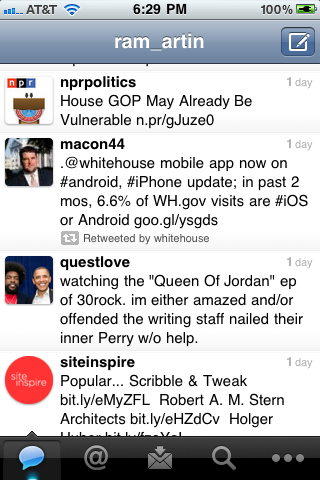 AT&T 6:29 PM 100%
ram_artin
nprpolitics 1 day
House GOP May Already Be
Vulnerable n.pr/gJuze0
npr
macon44 1 day
.@whitehouse mobile app now on
#android, #iPhone update; in past 2
mos, 6.6% of WH.gov visits are #iOS
or Android goo.gl/ysgds
Retweeted by whitehouse
questlove 1 day
watching the "Queen Of Jordan" ep
of 30rock. im either amazed and/or
offended the writing staff nailed their
inner Perry w/o help.
siteinspire 1 day
site
inspire
Popular... Scribble & Tweak
bit.ly/eMyZFL Robert A. M. Stern
Architects bit.ly/eHZdCv Holger
@